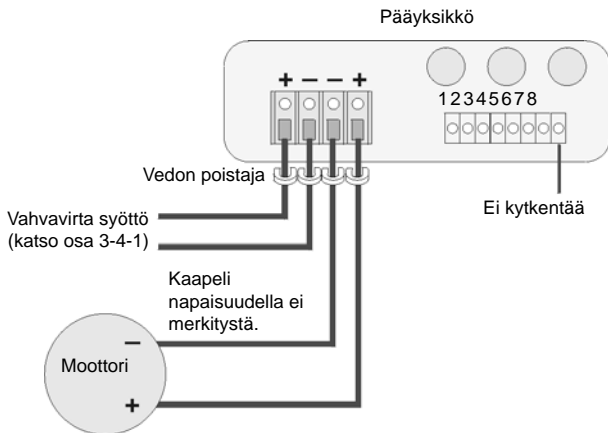 Pääyksikkö
+ – – +
12345678
Vedon poistaja
Ei kytkentää
Vahvavirta syöttö
(katso osa 3-4-1)
Kaapeli
napaisuudella ei
merkitystä.
–
Moottori
+